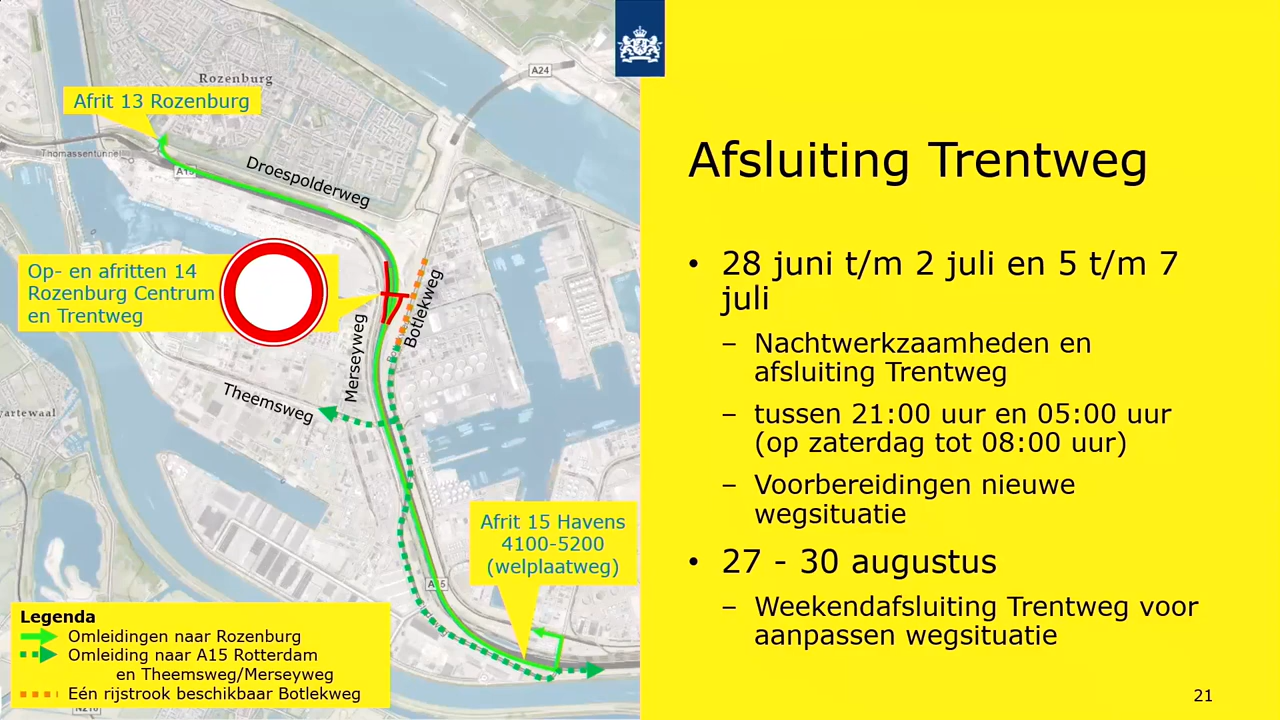 Rozenburg
A24
Afrit 13 Rozenburg
Thomassentunnel
A15
Droespolderweg
Op- en afritten 14
Rozenburg Centrum
en Trentweg
Botlekweg
Merseyweg
Theemsweg
Afrit 15 Havens
4100-5200
(welplaatweg)
Legenda
Omleidingen naar Rozenburg
Omleiding naar A15 Rotterdam
en Theemsweg/Merseyweg
Eén rijstrook beschikbaar Botlekweg
Afsluiting Trentweg
• 28 juni t/m 2 juli en 5 t/m 7
juli
– Nachtwerkzaamheden en
afsluiting Trentweg
– tussen 21:00 uur en 05:00 uur
(op zaterdag tot 08:00 uur)
– Voorbereidingen nieuwe
wegsituatie
• 27 - 30 augustus
– Weekendafsluiting Trentweg voor
aanpassen wegsituatie
21